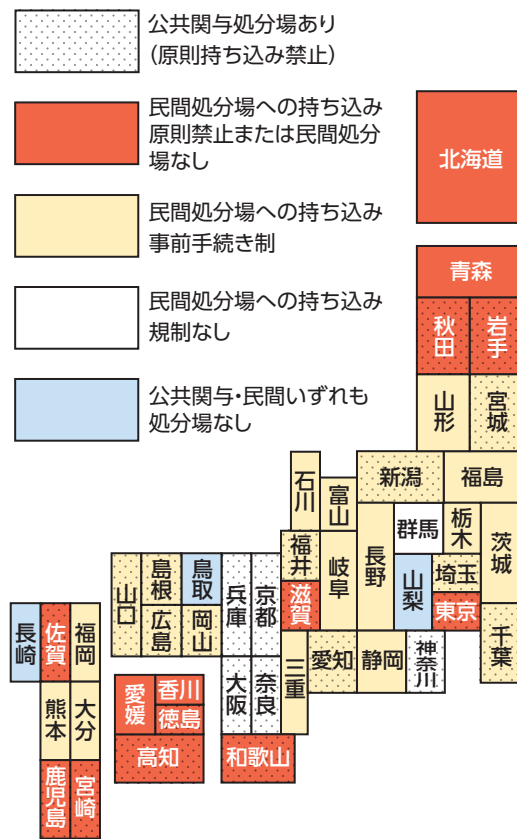 公共関与処分場あり
(原則持ち込み禁止)
民間処分場への持ち込み
原則禁止または民間処分
場なし
民間処分場への持ち込み
事前手続き制
民間処分場への持ち込み
規制なし
公共関与・民間いずれも
処分場なし
北海道
青森
秋田
岩手
山形
宮城
新潟
福島
石川
富山
群馬
栃木
茨城
福井
岐阜
長野
埼玉
山梨
滋賀
東京
千葉
山口
島根
鳥取
兵庫
京都
広島
岡山
長崎
佐賀
福岡
大阪
奈良
三重
愛知
静岡
神奈川
熊本
大分
愛媛
香川
徳島
高知
和歌山
鹿児島
宮崎